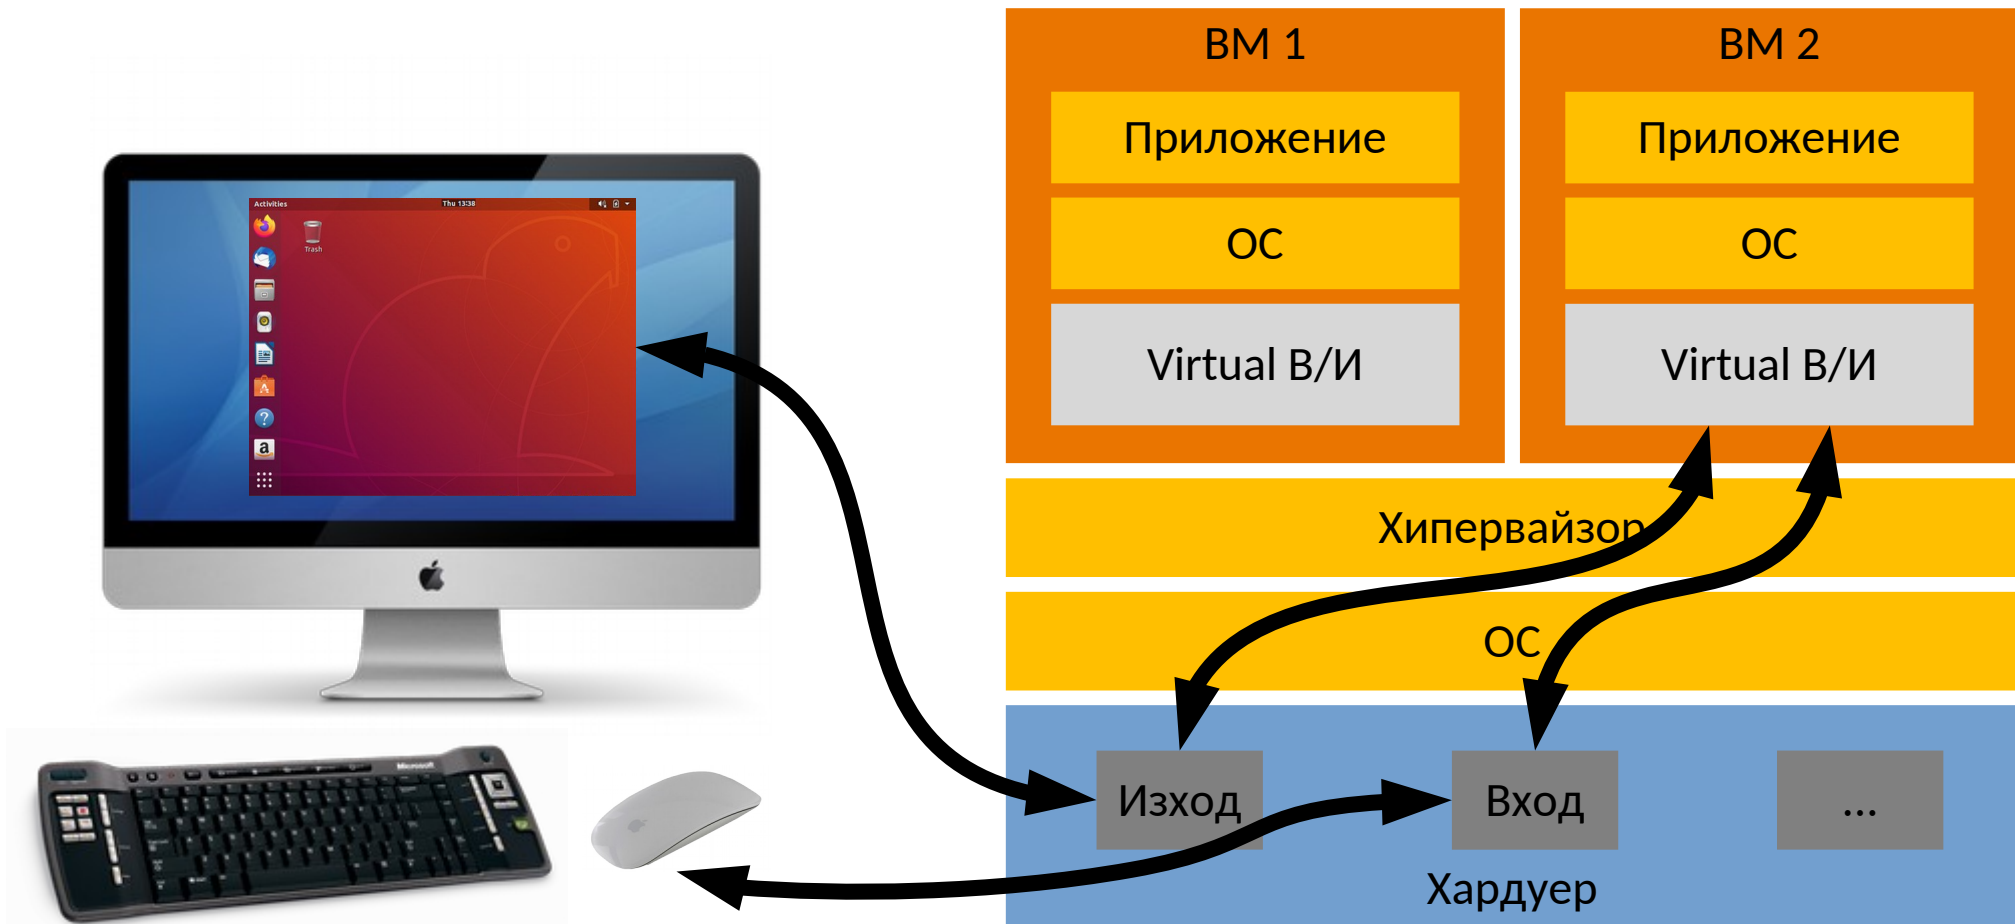 Activities
Thu 13:38
Trash
Microsoft
ВМ 1
Приложение
ОС
Virtual В/И
ВМ 2
Приложение
ОС
Virtual В/И
Хипервайзор
ОС
Изход
Вход
...
Хардуер